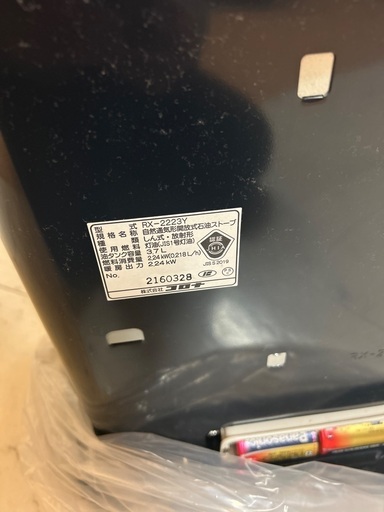 型式 RX-2223Y
規格名称 自然通気形開放式石油ストーブ
種類 しん式・放射形
使用燃料 灯油(JIS1号灯油)
油タンク容量 3.7L
燃料消費量 2.24kW(0.218L/h)
暖房出力 2.24kW
No. 2160328
株式会社コロナ
認証
JIS S 2019
Panasonic